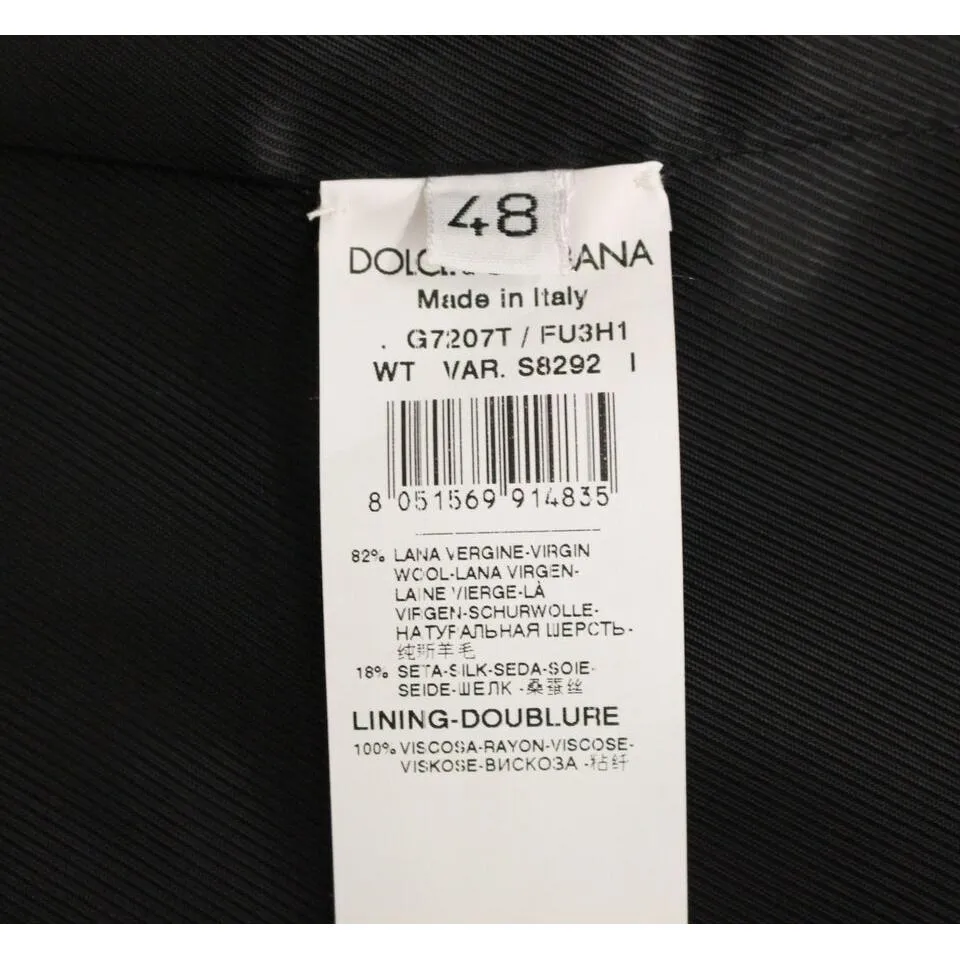 48
DOLC
BANA
Made in Italy
. G7207T / FU3H1
WT VAR. S8292 I
8 051569 914835
82% LANA VERGINE-VIRGIN
WOOL-LANA VIRGEN-
LAINE VIERGE-LÀ
VIRGEN-SCHURWOLLE-
НАТУРАЛЬНАЯ ШЕРСТЬ-
纯新羊毛
18% SETA-SILK-SEDA-SOIE-
SEIDE-ШЕЛК -桑蚕丝
LINING-DOUBLURE
100% VISCOSA-RAYON-VISCOSE-
VISKOSE-ВИСКОЗА -粘纤